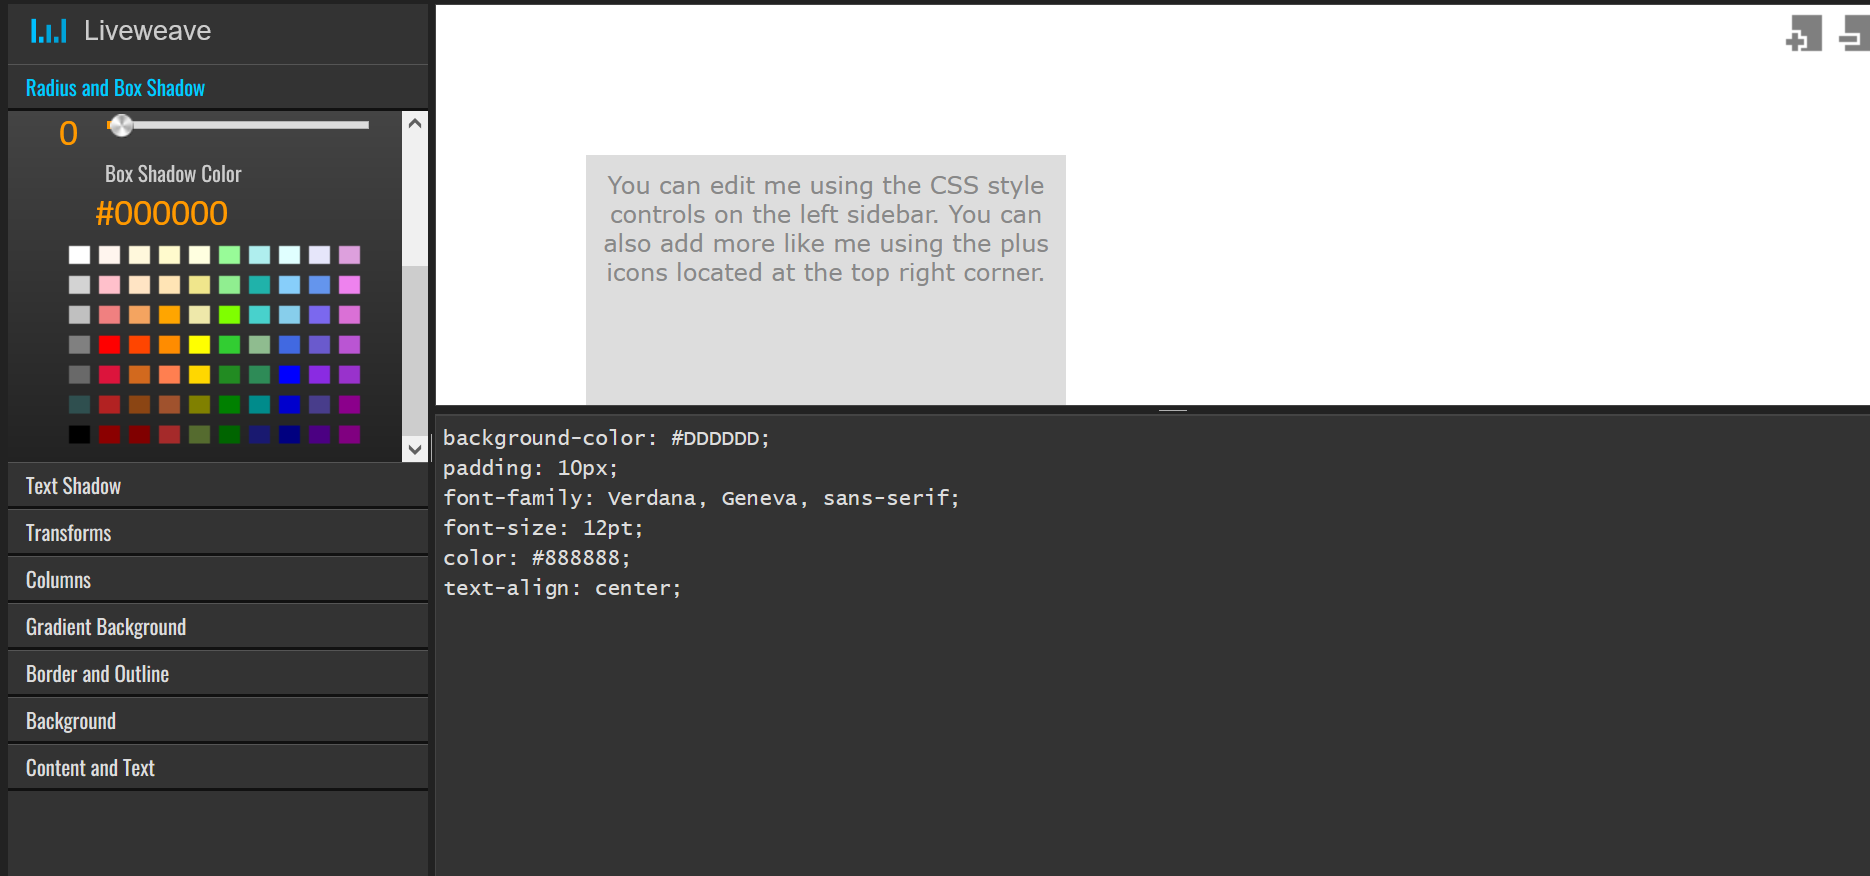 Liveweave
Radius and Box Shadow
0
Box Shadow Color
#000000
Text Shadow
Transforms
Columns
Gradient Background
Border and Outline
Background
Content and Text
You can edit me using the CSS style
controls on the left sidebar. You can
also add more like me using the plus
icons located at the top right corner.
background-color: #DDDDDD;
padding: 10px;
font-family: Verdana, Geneva, sans-serif;
font-size: 12pt;
color: #888888;
text-align: center;